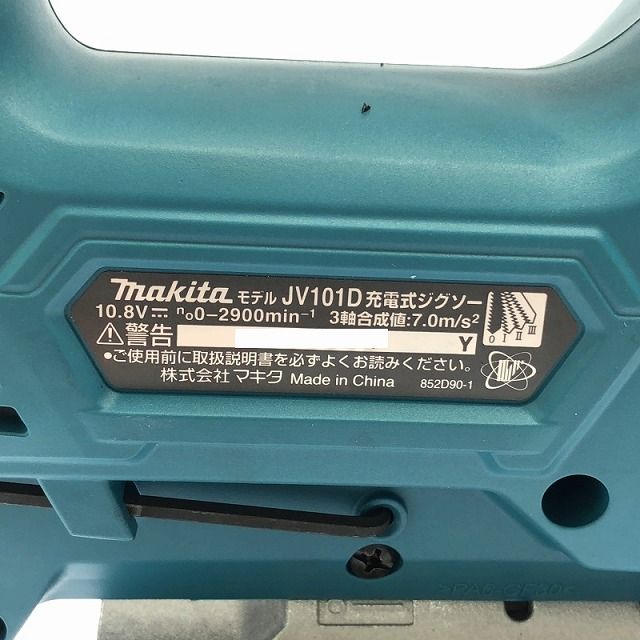 makita モデル JV101D 充電式ジグソー
10.8V⎓ n₀0-2900min⁻¹ 3軸合成値:7.0m/s²
0 I II III
⚠警告 Y
●ご使用前に取扱説明書を必ずよくお読みください。
株式会社マキタ Made in China 852D90-1